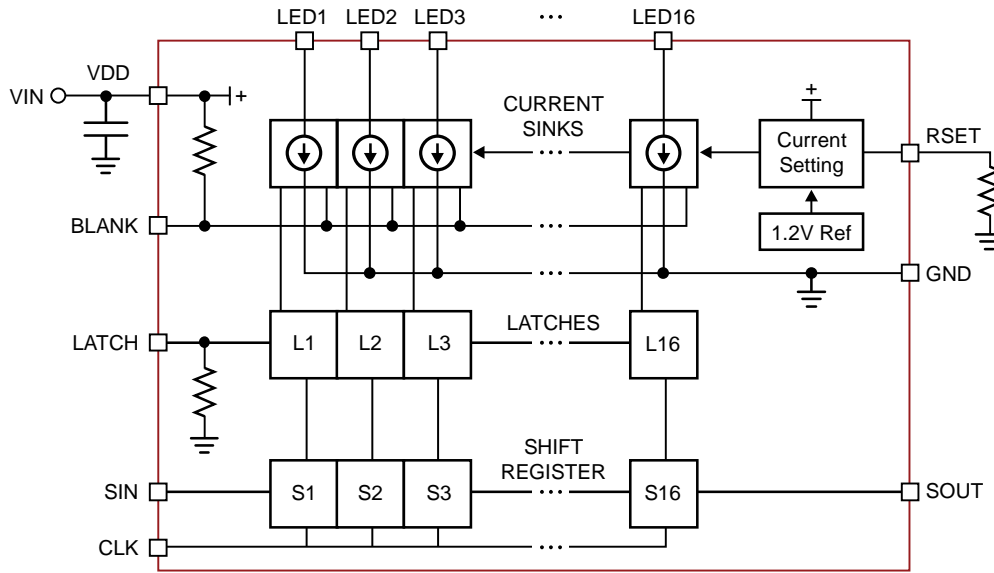 LED1 LED2 LED3 ... LED16
VDD
VIN
+
CURRENT
SINKS
...
+
Current
Setting
RSET
BLANK
...
1.2V Ref
...
GND
LATCH
L1 L2 L3
LATCHES
...
L16
SHIFT
REGISTER
SIN
S1 S2 S3
...
S16
SOUT
CLK
...